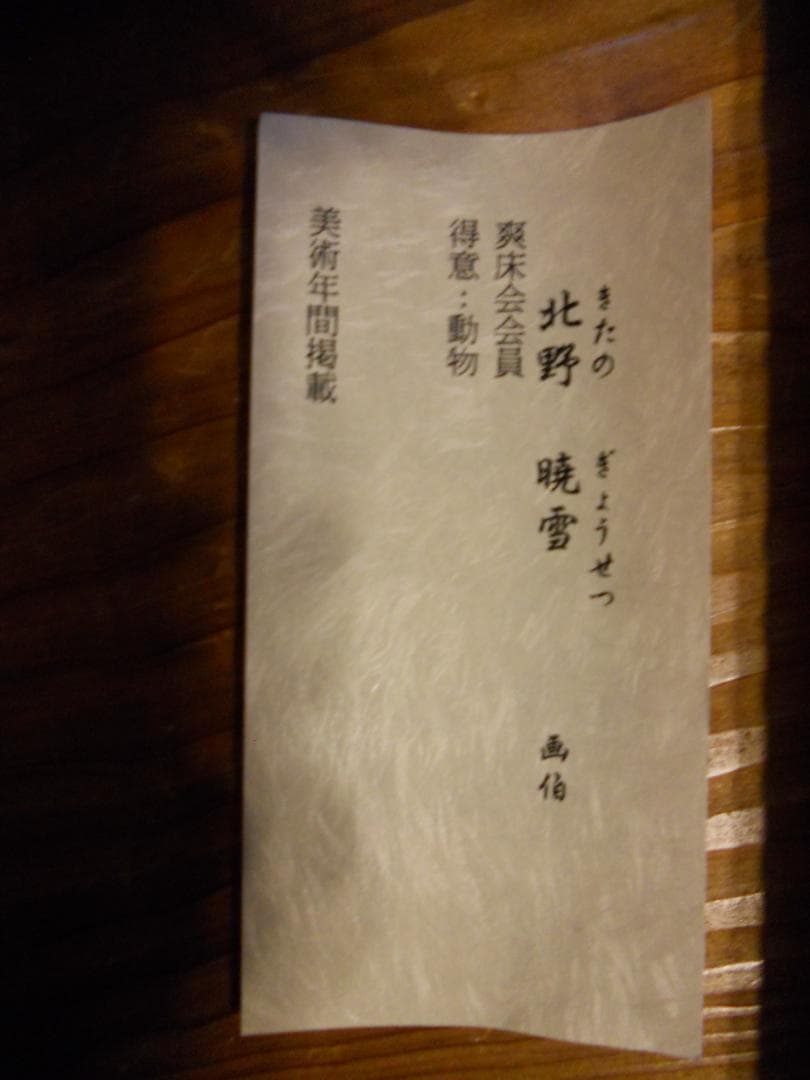 きたの ぎょうせつ
北野 暁雪 画伯
爽床会会員
得意:動物
美術年間掲載